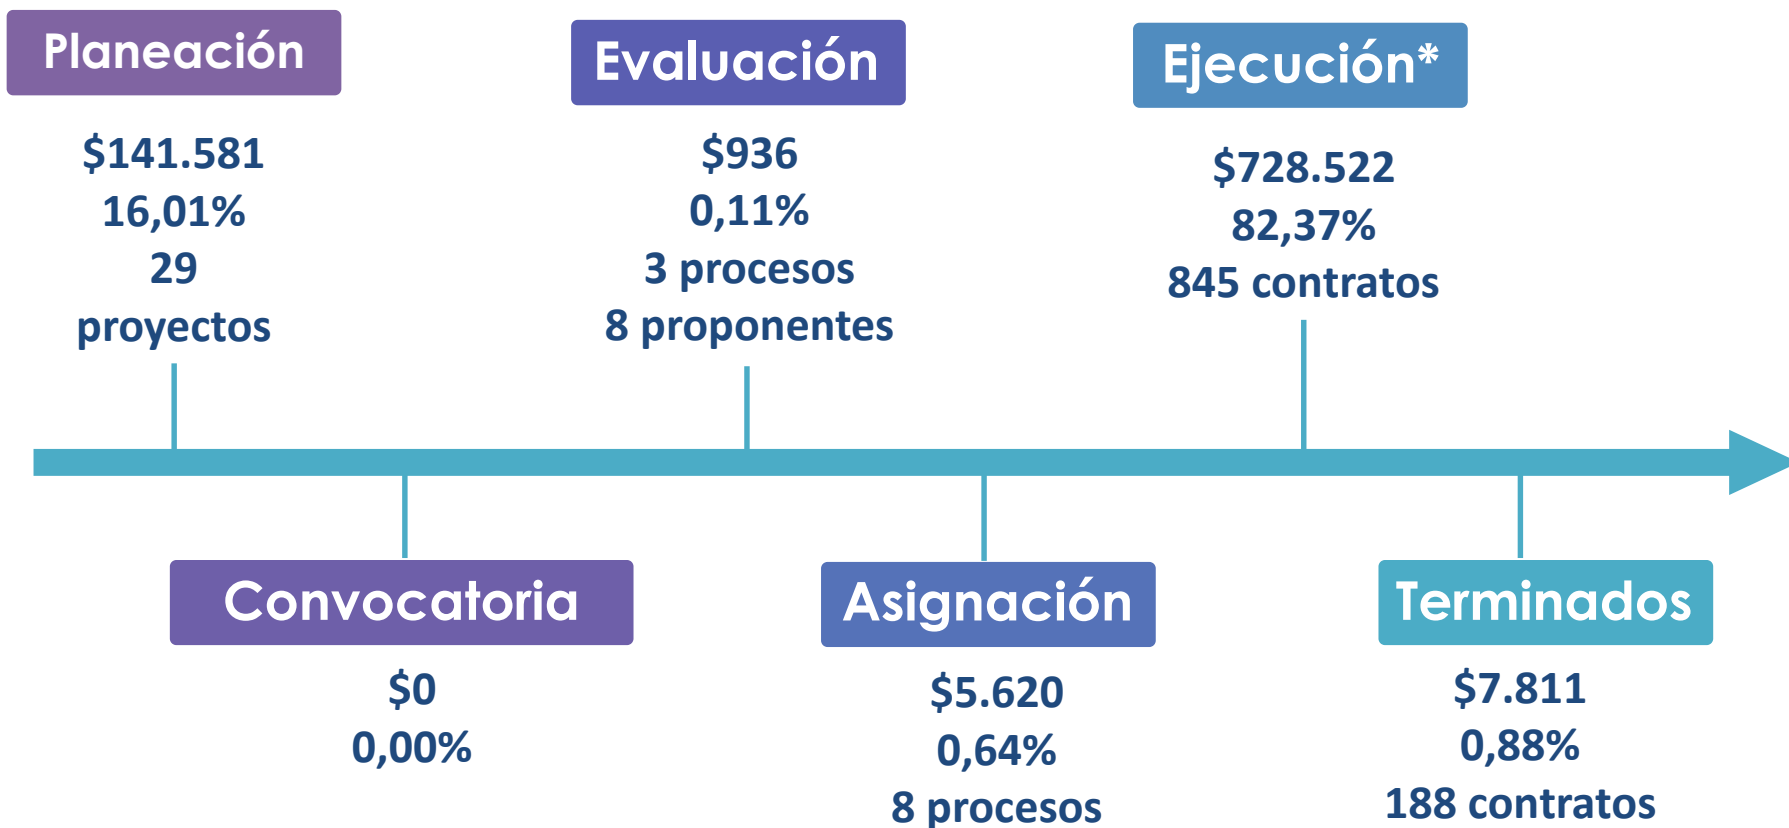 Planeación
$141.581
16,01%
29
proyectos
Evaluación
$936
0,11%
3 procesos
8 proponentes
Ejecución*
$728.522
82,37%
845 contratos
Convocatoria
$0
0,00%
Asignación
$5.620
0,64%
8 procesos
Terminados
$7.811
0,88%
188 contratos